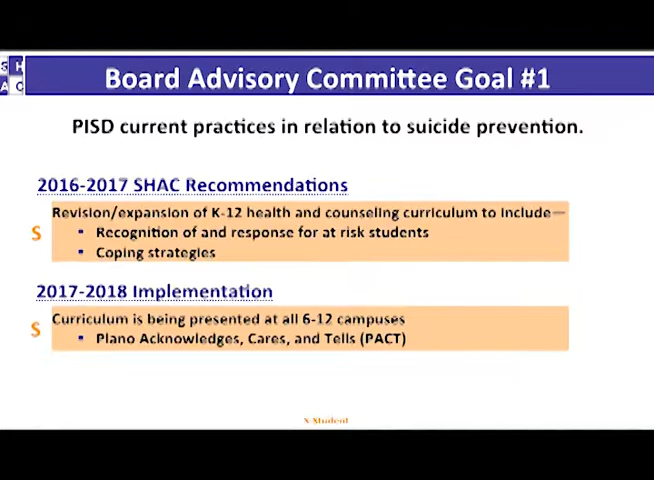 S H
A C
Board Advisory Committee Goal #1
PISD current practices in relation to suicide prevention.
2016-2017 SHAC Recommendations
S
Revision/expansion of K-12 health and counseling curriculum to include—
▪ Recognition of and response for at risk students
▪ Coping strategies
2017-2018 Implementation
S
Curriculum is being presented at all 6-12 campuses
▪ Plano Acknowledges, Cares, and Tells (PACT)
S-Student